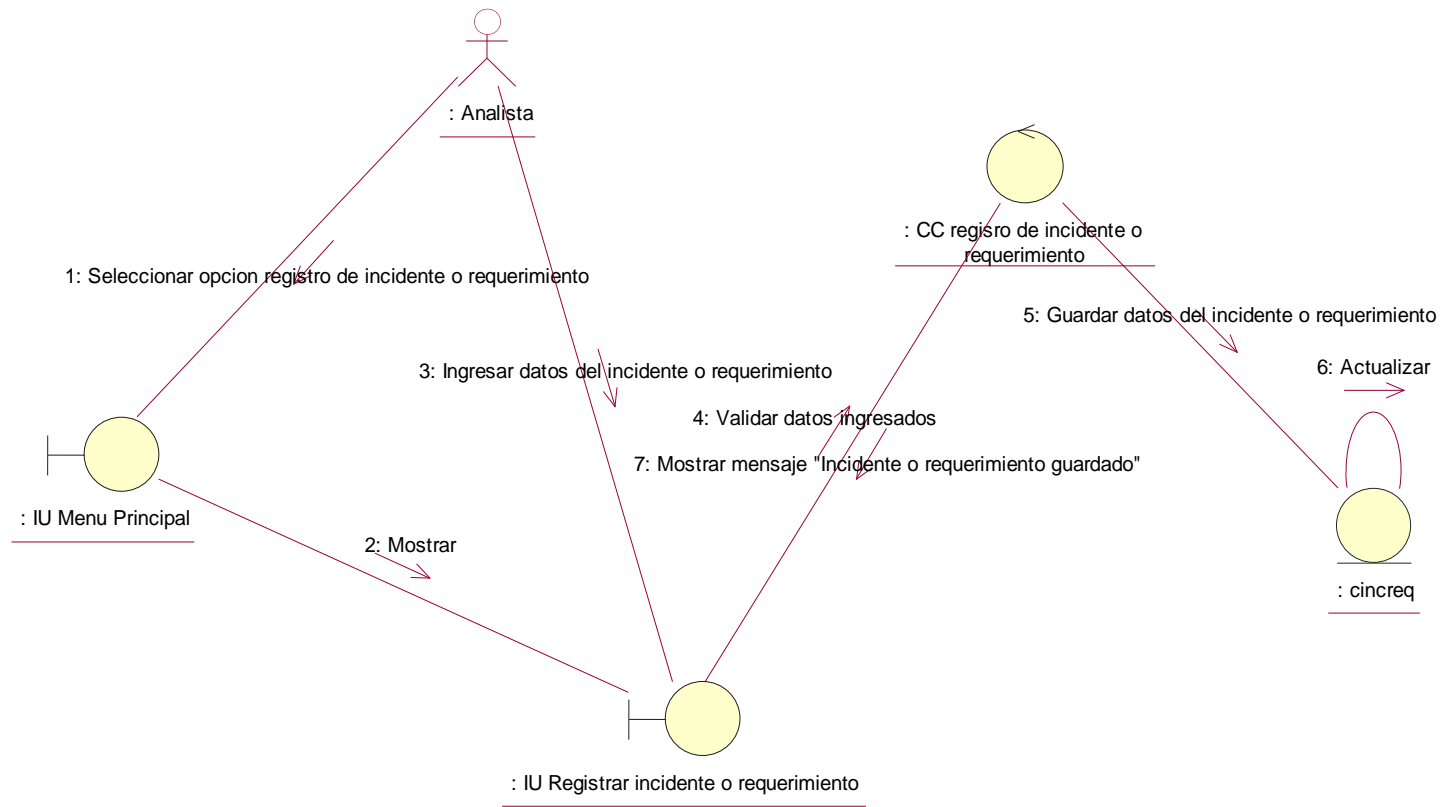 : Analista
: CC regisro de incidente o
requerimiento
1: Seleccionar opcion registro de incidente o requerimiento
5: Guardar datos del incidente o requerimiento
6: Actualizar
3: Ingresar datos del incidente o requerimiento
4: Validar datos ingresados
7: Mostrar mensaje "Incidente o requerimiento guardado"
: IU Menu Principal
2: Mostrar
: cincreq
: IU Registrar incidente o requerimiento